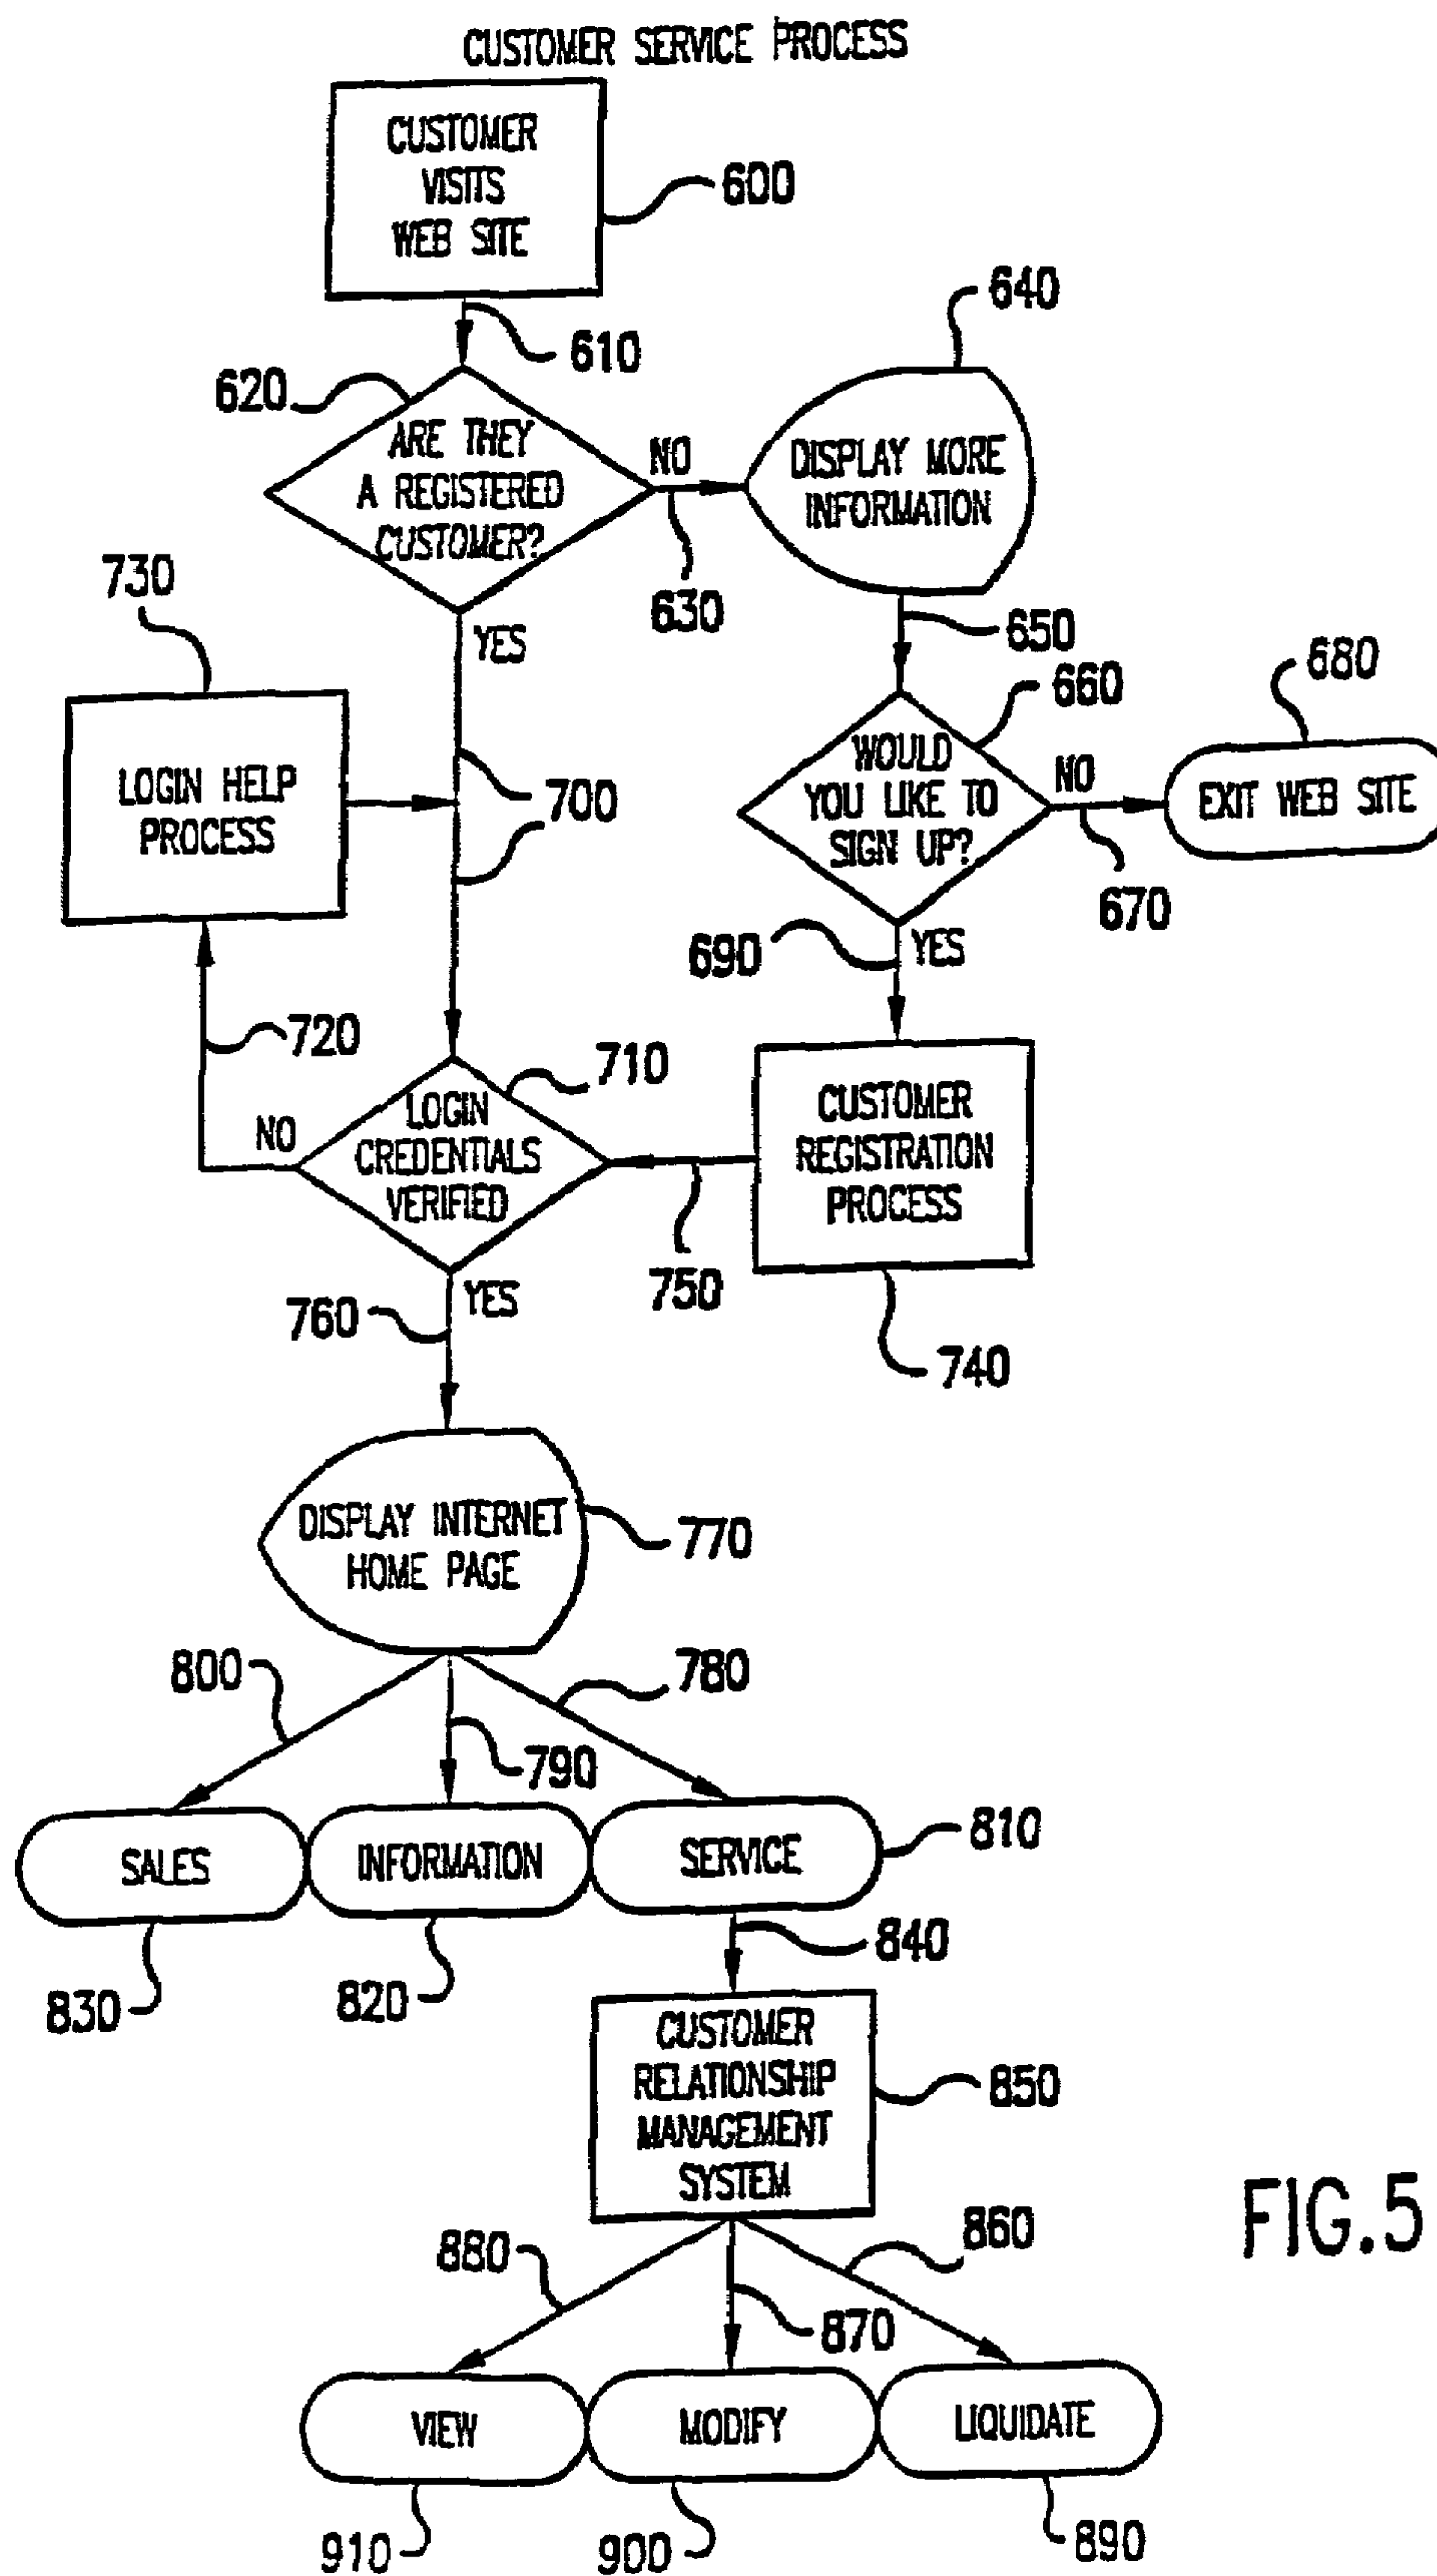 CUSTOMER SERVICE PROCESS
CUSTOMER
VISITS
WEB SITE
600
610
640
620
ARE THEY
A REGISTERED
CUSTOMER?
NO
630
DISPLAY MORE
INFORMATION
YES
650
730
LOGIN HELP
PROCESS
700
660
WOULD
YOU LIKE TO
SIGN UP?
NO
670
680
EXIT WEB SITE
690
YES
720
NO
710
LOGIN
CREDENTIALS
VERIFIED
750
CUSTOMER
REGISTRATION
PROCESS
740
760
YES
DISPLAY INTERNET
HOME PAGE
770
800
790
780
SALES
INFORMATION
SERVICE
810
830
820
840
CUSTOMER
RELATIONSHIP
MANAGEMENT
SYSTEM
850
880
870
860
FIG.5
VIEW
MODIFY
LIQUIDATE
910
900
890